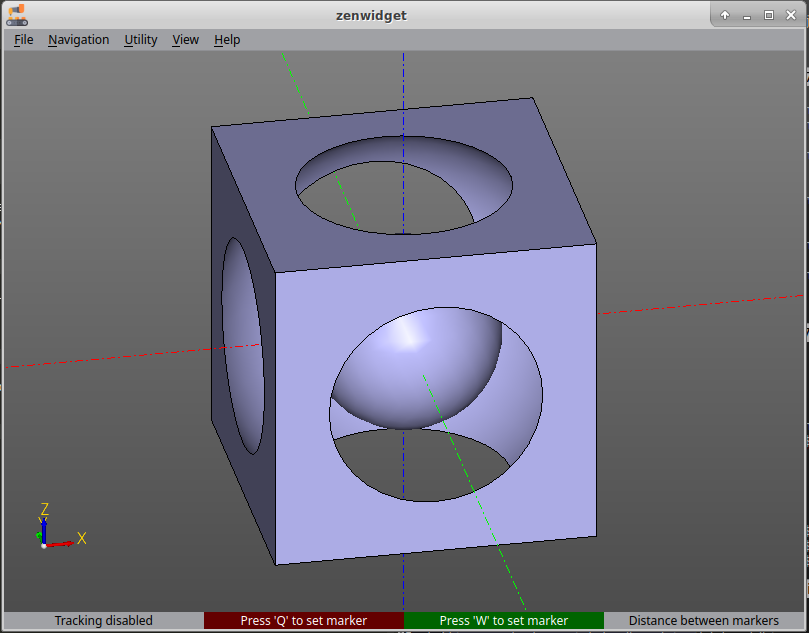 zenwidget
File Navigation Utility View Help
Z
Y
X
Tracking disabled Press 'Q' to set marker Press 'W' to set marker Distance between markers